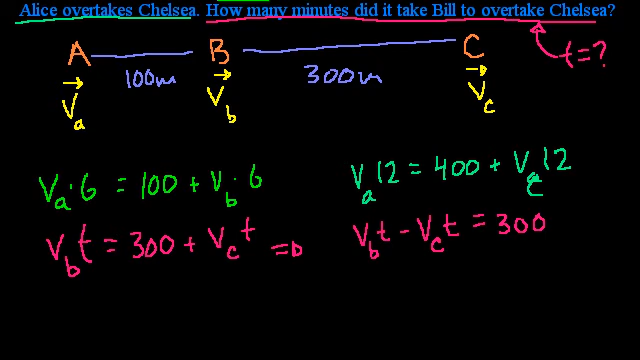 Alice overtakes Chelsea. How many minutes did it take Bill to overtake Chelsea?
A B C t=?
100m 300m
Va Vb Vc
Va·6 = 100 + Vb·6
Va12 = 400 + Vc12
Vbt = 300 + Vct ⇒ Vbt - Vct = 300